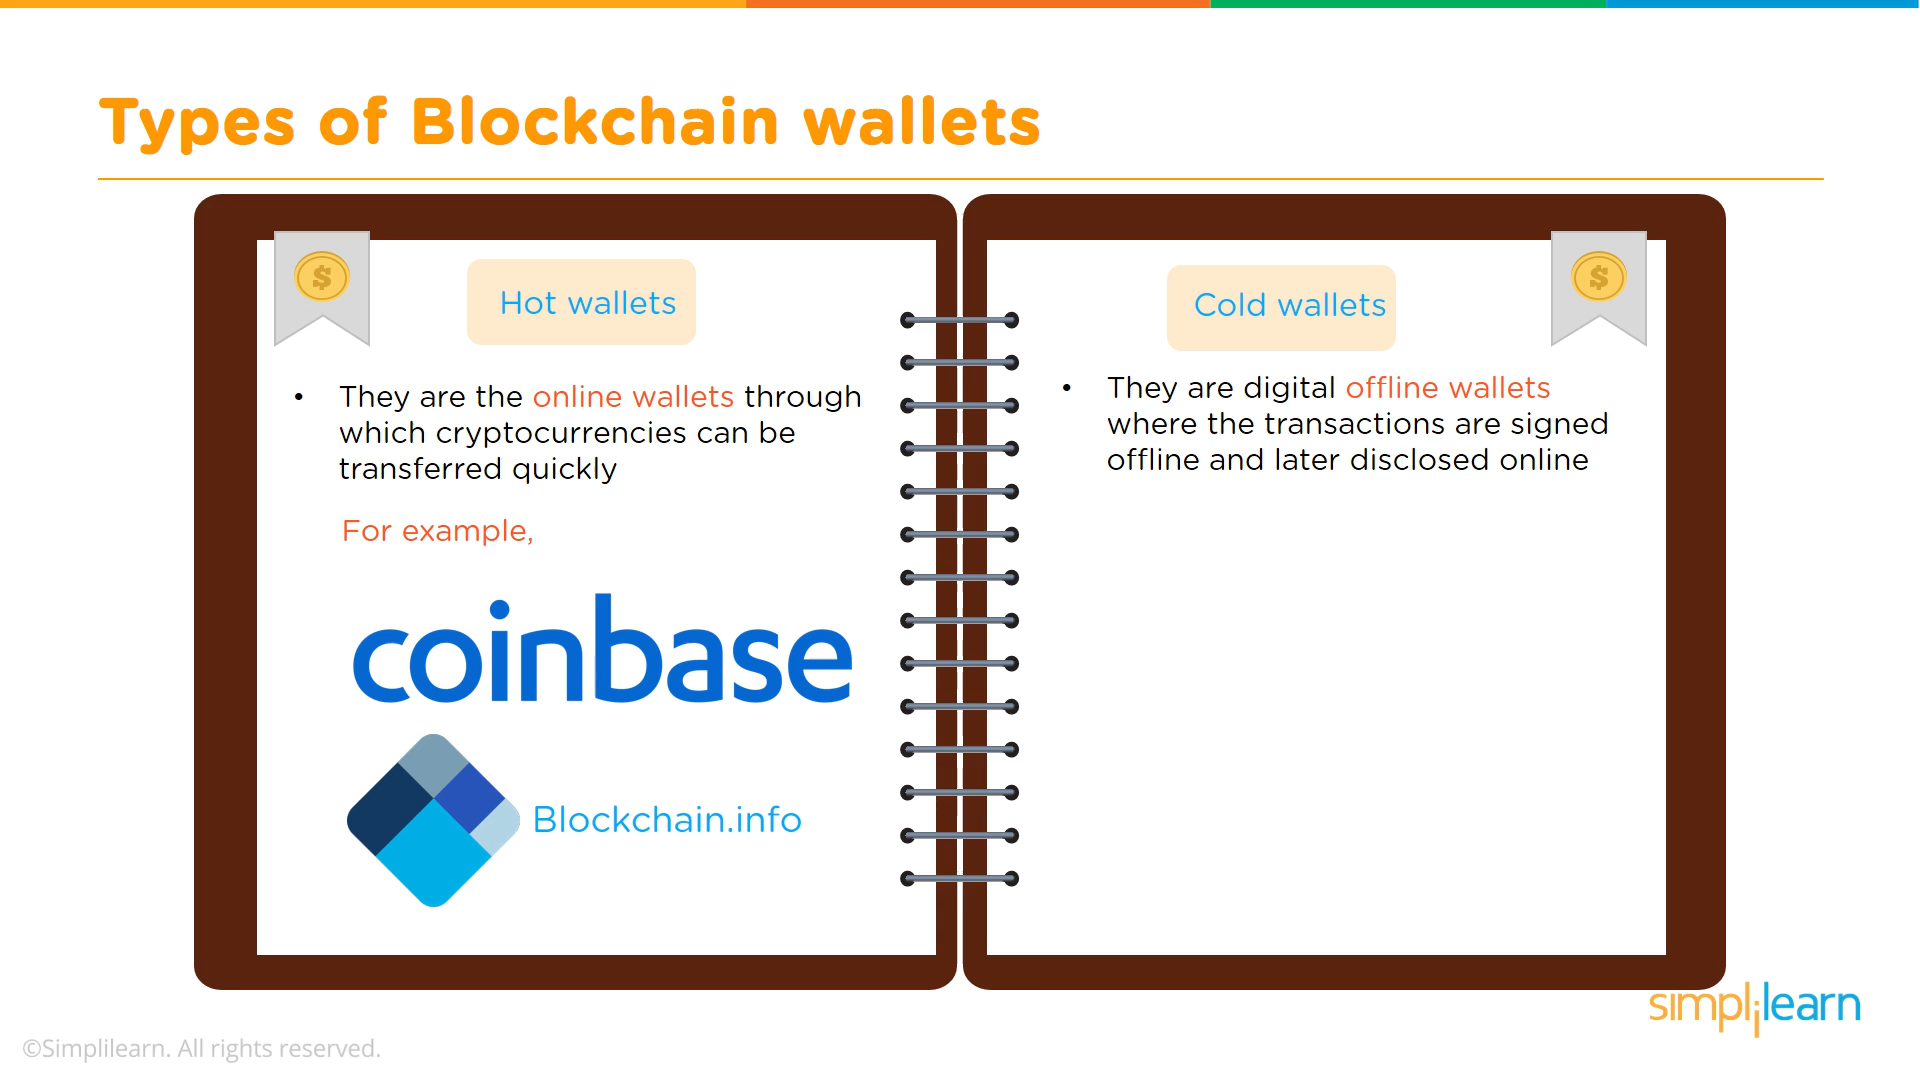 Types of Blockchain wallets
$
Hot wallets
• They are the online wallets through
which cryptocurrencies can be
transferred quickly
For example,
coinbase
Blockchain.info
$
Cold wallets
• They are digital offline wallets
where the transactions are signed
offline and later disclosed online
simplilearn
©Simplilearn. All rights reserved.